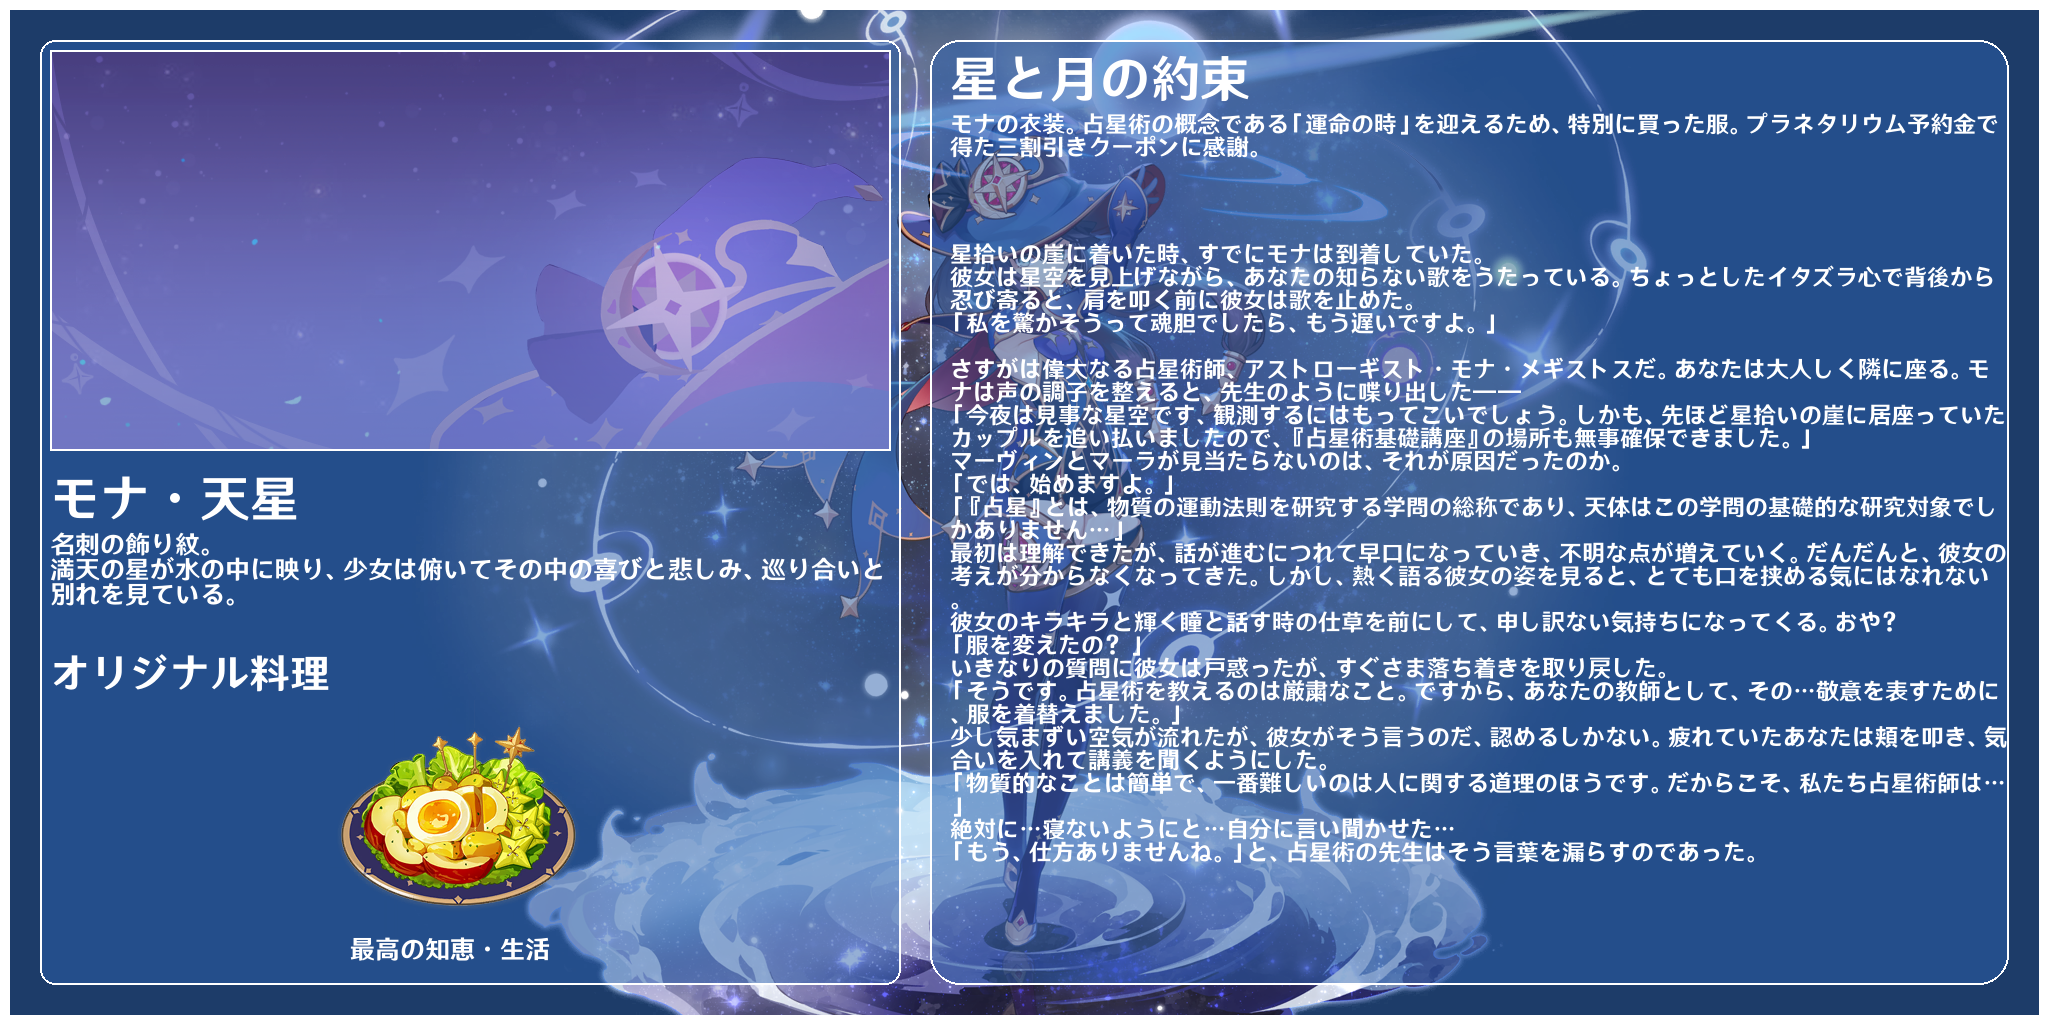 モナ・天星
名刺の飾り紋。
満天の星が水の中に映り、少女は俯いてその中の喜びと悲しみ、巡り合いと
別れを見ている。
オリジナル料理
最高の知恵・生活
星と月の約束
モナの衣装。占星術の概念である「運命の時」を迎えるため、特別に買った服。プラネタリウム予約金で
得た三割引きクーポンに感謝。
星拾いの崖に着いた時、すでにモナは到着していた。
彼女は星空を見上げながら、あなたの知らない歌をうたっている。ちょっとしたイタズラ心で背後から
忍び寄ると、肩を叩く前に彼女は歌を止めた。
「私を驚かそうって魂胆でしたら、もう遅いですよ。」
さすがは偉大なる占星術師、アストローギスト・モナ・メギストスだ。あなたは大人しく隣に座る。モ
ナは声の調子を整えると、先生のように喋り出した——
「今夜は見事な星空です、観測するにはもってこいでしょう。しかも、先ほど星拾いの崖に居座っていた
カップルを追い払いましたので、『占星術基礎講座』の場所も無事確保できました。」
マーヴィンとマーラが見当たらないのは、それが原因だったのか。
「では、始めますよ。」
「『占星』とは、物質の運動法則を研究する学問の総称であり、天体はこの学問の基礎的な研究対象でし
かありません…」
最初は理解できたが、話が進むにつれて早口になっていき、不明な点が増えていく。だんだんと、彼女の
考えが分からなくなってきた。しかし、熱く語る彼女の姿を見ると、とても口を挟める気にはなれない
。
彼女のキラキラと輝く瞳と話す時の仕草を前にして、申し訳ない気持ちになってくる。おや？
「服を変えたの？」
いきなりの質問に彼女は戸惑ったが、すぐさま落ち着きを取り戻した。
「そうです。占星術を教えるのは厳粛なこと。ですから、あなたの教師として、その…敬意を表すために
、服を着替えました。」
少し気まずい空気が流れたが、彼女がそう言うのだ、認めるしかない。疲れていたあなたは頬を叩き、気
合いを入れて講義を聞くようにした。
「物質的なことは簡単で、一番難しいのは人に関する道理のほうです。だからこそ、私たち占星術師は…
」
絶対に…寝ないようにと…自分に言い聞かせた…
「もう、仕方ありませんね。」と、占星術の先生はそう言葉を漏らすのであった。